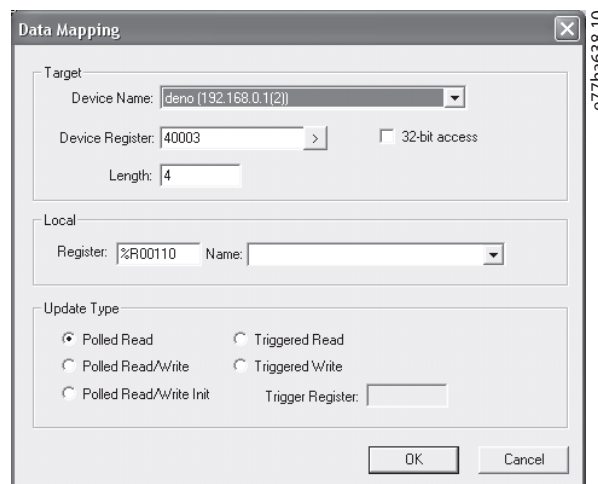 Data Mapping
Target
Device Name: deno (192.168.0.1(2))
Device Register: 40003 > 32-bit access
Length: 4
Local
Register: %R00110 Name:
Update Type
Polled Read Triggered Read
Polled Read/Write Triggered Write
Polled Read/Write Init Trigger Register:
OK Cancel